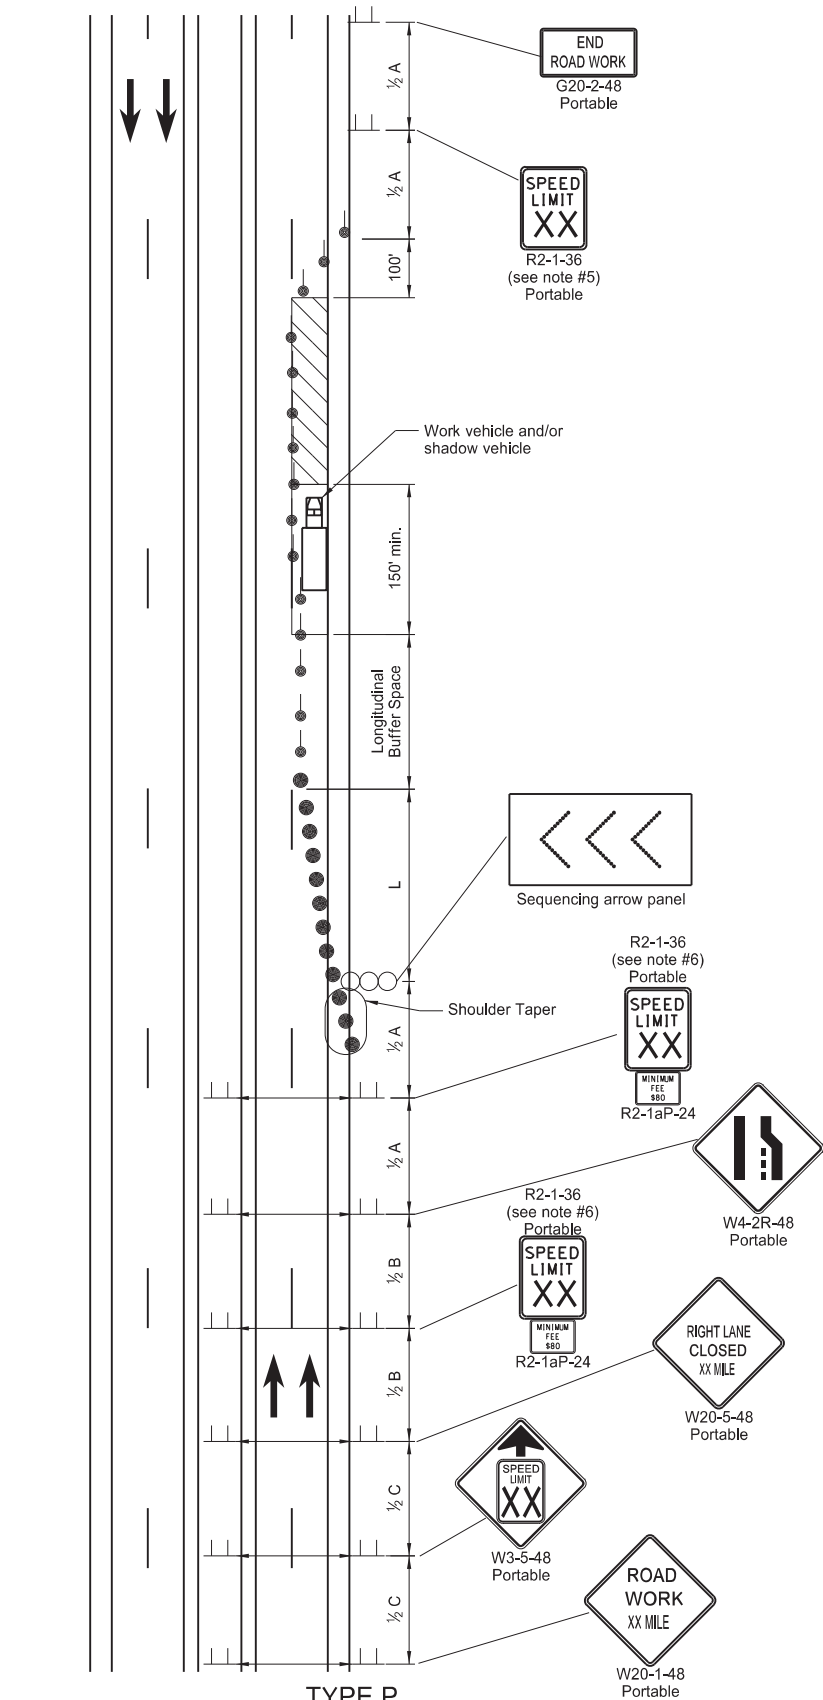 END
ROAD WORK
G20-2-48
Portable
½ A
SPEED
LIMIT
XX
R2-1-36
(see note #5)
Portable
½ A
100'
Work vehicle and/or
shadow vehicle
150' min.
Longitudinal
Buffer Space
L
Sequencing arrow panel
R2-1-36
(see note #6)
Portable
SPEED
LIMIT
XX
MINIMUM
FEE
$80
R2-1aP-24
Shoulder Taper
½ A
½ A
W4-2R-48
Portable
R2-1-36
(see note #6)
Portable
SPEED
LIMIT
XX
MINIMUM
FEE
$80
R2-1aP-24
½ B
RIGHT LANE
CLOSED
XX MILE
W20-5-48
Portable
½ B
SPEED
LIMIT
XX
W3-5-48
Portable
½ C
ROAD
WORK
XX MILE
W20-1-48
Portable
½ C
TYPE P